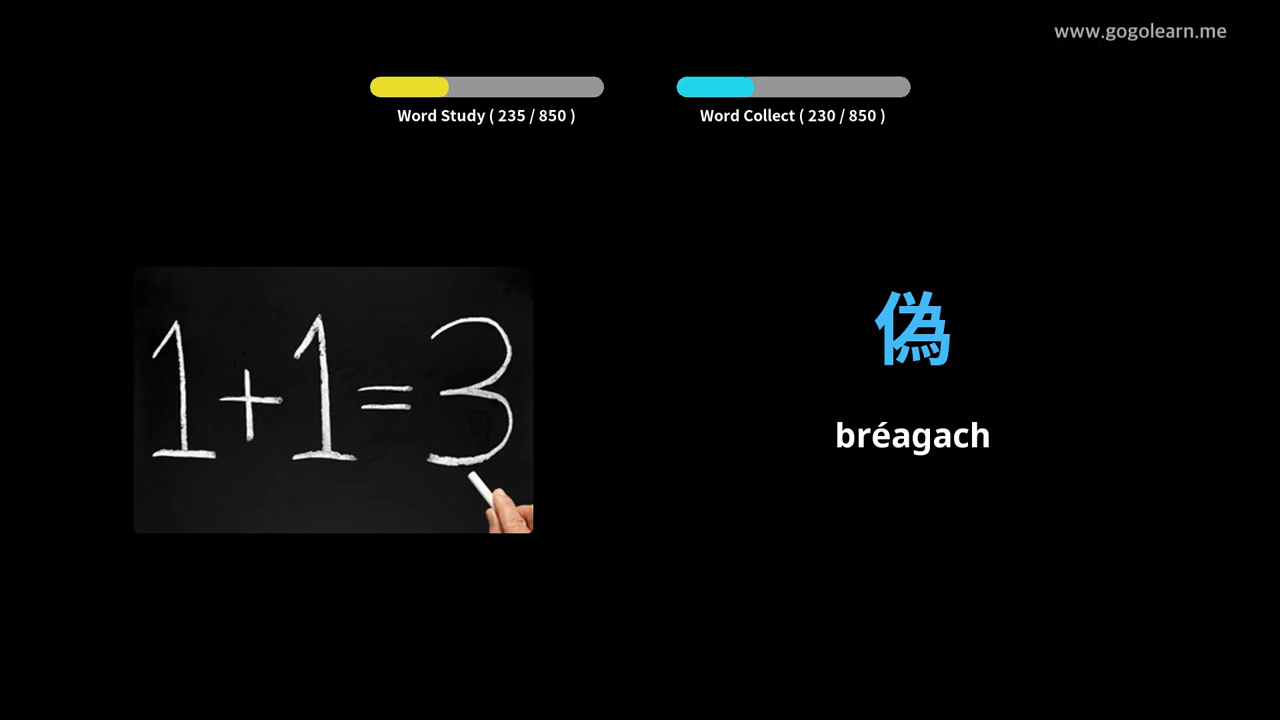 www.gogolearn.me
Word Study ( 235 / 850 )
Word Collect ( 230 / 850 )
1+1=3
偽
bréagach